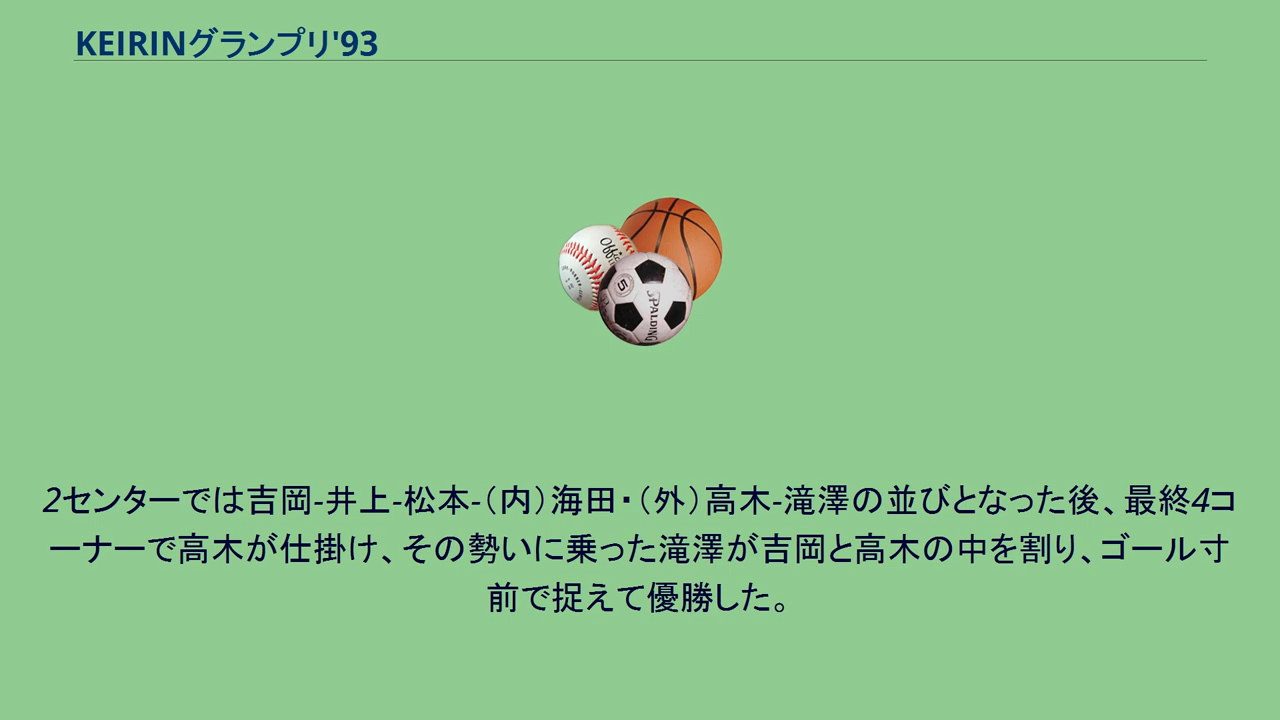 KEIRINグランプリ'93
Offic
5
SPALDING
2センターでは吉岡-井上-松本-（内）海田・（外）高木-滝澤の並びとなった後、最終4コ
ーナーで高木が仕掛け、その勢いに乗った滝澤が吉岡と高木の中を割り、ゴール寸
前で捉えて優勝した。